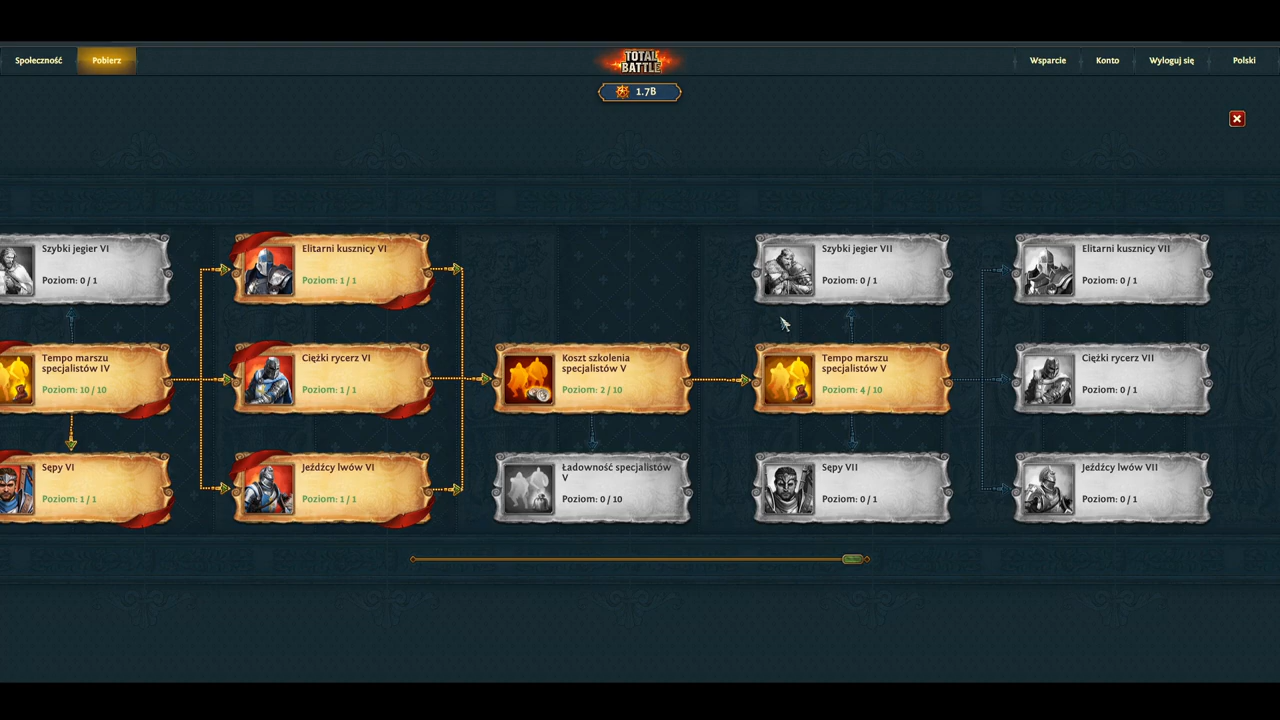 Społeczność
Pobierz
TOTAL
BATTLE
Wsparcie
Konto
Wyloguj się
Polski
1.7B
Szybki jegier VI
Poziom: 0 / 1
Elitarni kusznicy VI
Poziom: 1 / 1
Szybki jegier VII
Poziom: 0 / 1
Elitarni kusznicy VII
Poziom: 0 / 1
Tempo marszu
specjalistów IV
Poziom: 10 / 10
Ciężki rycerz VI
Poziom: 1 / 1
Koszt szkolenia
specjalistów V
Poziom: 2 / 10
Tempo marszu
specjalistów V
Poziom: 4 / 10
Ciężki rycerz VII
Poziom: 0 / 1
Sępy VI
Poziom: 1 / 1
Jeźdźcy lwów VI
Poziom: 1 / 1
Ładowność specjalistów
V
Poziom: 0 / 10
Sępy VII
Poziom: 0 / 1
Jeźdźcy lwów VII
Poziom: 0 / 1